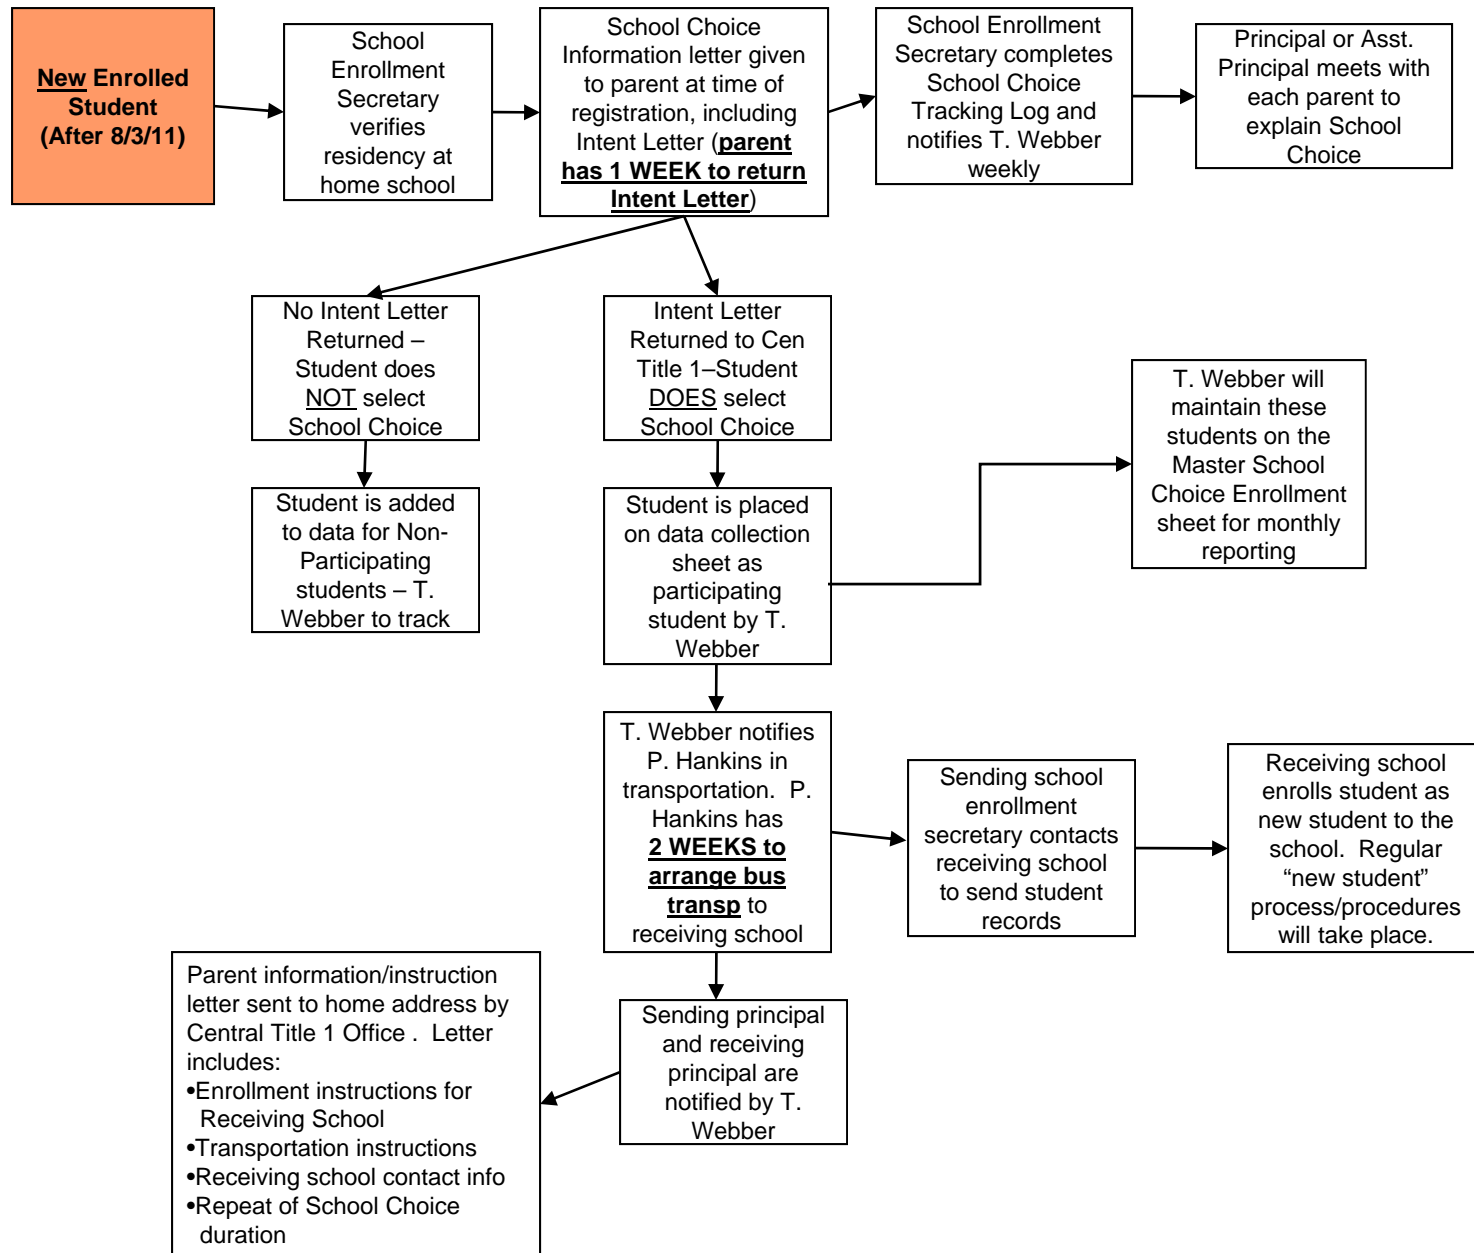 New Enrolled
Student
(After 8/3/11)
School
Enrollment
Secretary
verifies
residency at
home school
School Choice
Information letter given
to parent at time of
registration, including
Intent Letter (parent
has 1 WEEK to return
Intent Letter)
School Enrollment
Secretary completes
School Choice
Tracking Log and
notifies T. Webber
weekly
Principal or Asst.
Principal meets with
each parent to
explain School
Choice
No Intent Letter
Returned –
Student does
NOT select
School Choice
Intent Letter
Returned to Cen
Title 1–Student
DOES select
School Choice
T. Webber will
maintain these
students on the
Master School
Choice Enrollment
sheet for monthly
reporting
Student is added
to data for Non-
Participating
students – T.
Webber to track
Student is placed
on data collection
sheet as
participating
student by T.
Webber
T. Webber notifies
P. Hankins in
transportation.  P.
Hankins has
2 WEEKS to
arrange bus
transp to
receiving school
Sending school
enrollment
secretary contacts
receiving school
to send student
records
Receiving school
enrolls student as
new student to the
school.  Regular
“new student”
process/procedures
will take place.
Parent information/instruction
letter sent to home address by
Central Title 1 Office .  Letter
includes:
•Enrollment instructions for
Receiving School
•Transportation instructions
•Receiving school contact info
•Repeat of School Choice
duration
Sending principal
and receiving
principal are
notified by T.
Webber